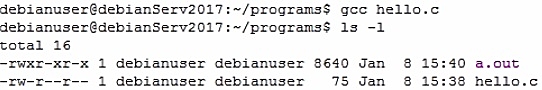 debianuser@debianServ2017:~/programs$ gcc hello.c
debianuser@debianServ2017:~/programs$ ls -l
total 16
-rwxr-xr-x 1 debianuser debianuser 8640 Jan  8 15:40 a.out
-rw-r--r-- 1 debianuser debianuser   75 Jan  8 15:38 hello.c